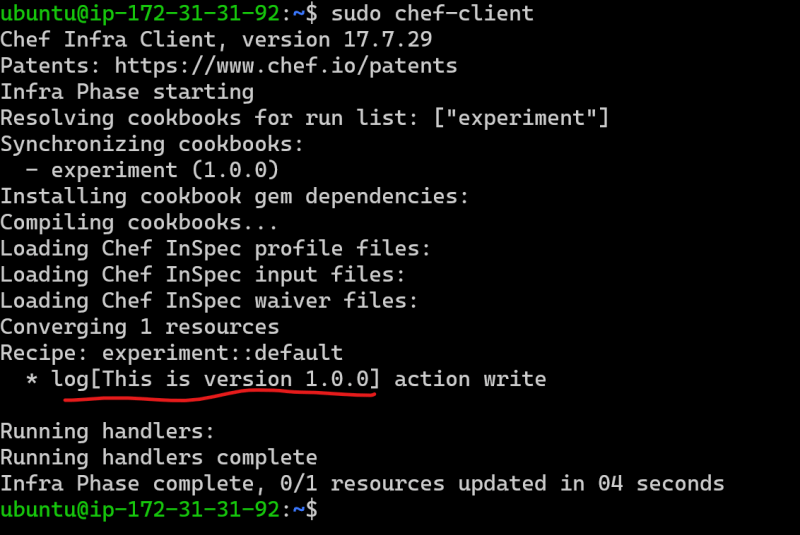 ubuntu@ip-172-31-31-92:~$ sudo chef-client
Chef Infra Client, version 17.7.29
Patents: https://www.chef.io/patents
Infra Phase starting
Resolving cookbooks for run list: ["experiment"]
Synchronizing cookbooks:
  - experiment (1.0.0)
Installing cookbook gem dependencies:
Compiling cookbooks...
Loading Chef InSpec profile files:
Loading Chef InSpec input files:
Loading Chef InSpec waiver files:
Converging 1 resources
Recipe: experiment::default
  * log[This is version 1.0.0] action write

Running handlers:
Running handlers complete
Infra Phase complete, 0/1 resources updated in 04 seconds
ubuntu@ip-172-31-31-92:~$